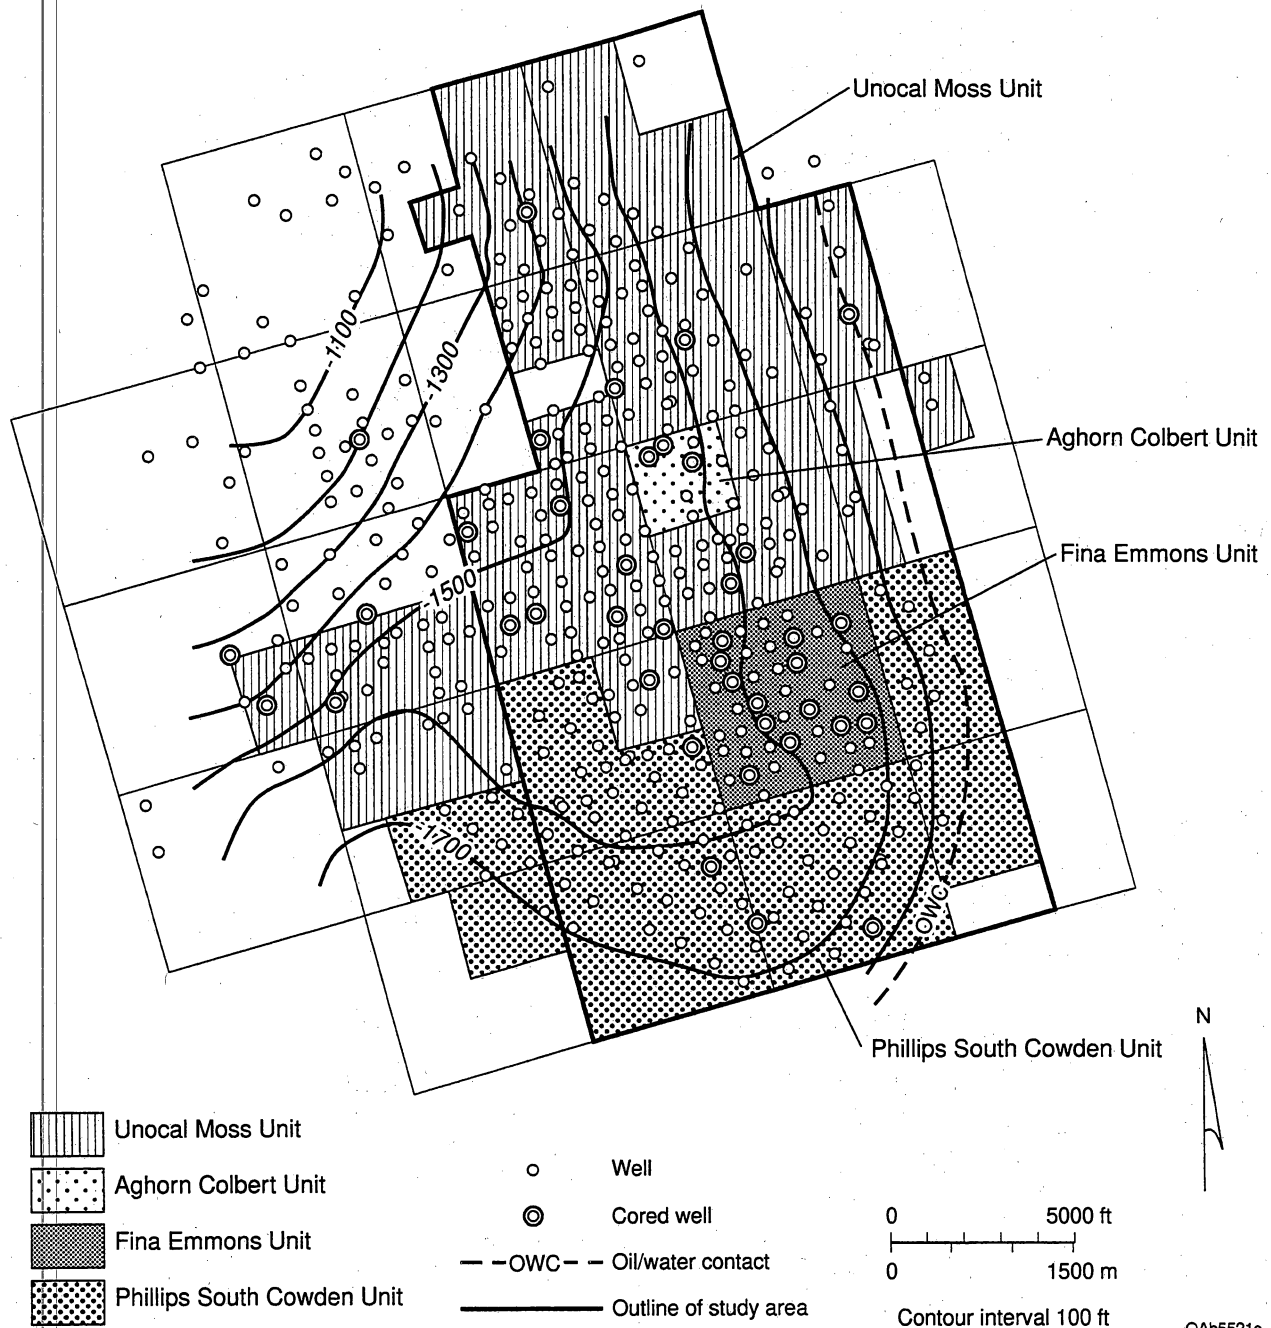 Unocal Moss Unit
-1100
-1300
Aghorn Colbert Unit
Fina Emmons Unit
-1500
-1700
OWC
Phillips South Cowden Unit
N
Unocal Moss Unit
Aghorn Colbert Unit
Fina Emmons Unit
Phillips South Cowden Unit
Well
Cored well
OWC Oil/water contact
Outline of study area
0 5000 ft
0 1500 m
Contour interval 100 ft